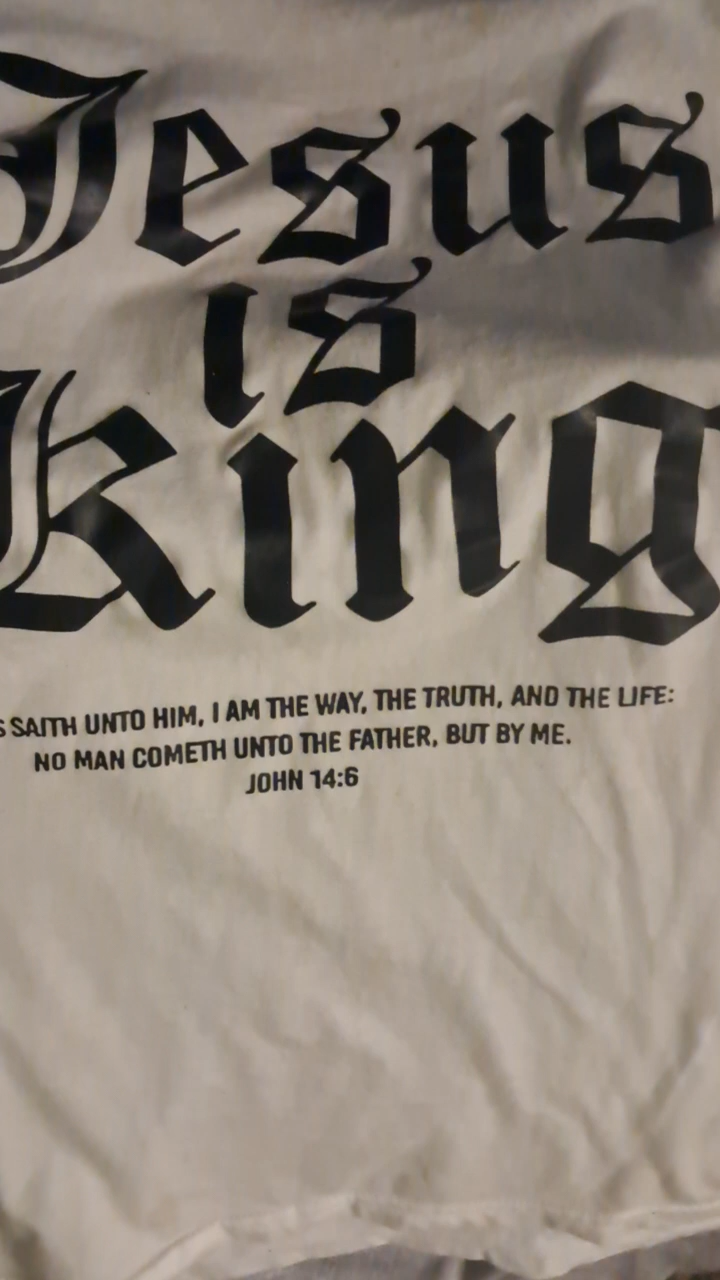 Jesus
is
King
S SAITH UNTO HIM, I AM THE WAY, THE TRUTH, AND THE LIFE:
NO MAN COMETH UNTO THE FATHER, BUT BY ME.
JOHN 14:6